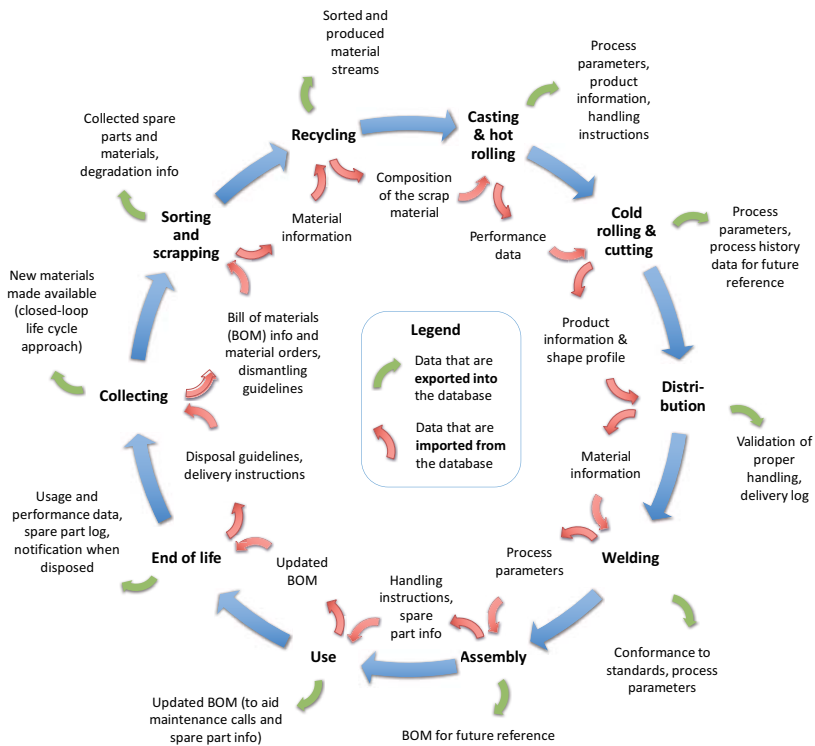 Sorted and
produced
material
streams
Process
parameters,
product
information,
handling
instructions
Collected spare
parts and
materials,
degradation info
Recycling
Casting
& hot
rolling
Composition
of the scrap
material
Sorting
and
scrapping
Material
information
Performance
data
Cold
rolling &
cutting
Process
parameters,
process history
data for future
reference
New materials
made available
(closed-loop
life cycle
approach)
Bill of materials
(BOM) info and
material orders,
dismantling
guidelines
Product
information &
shape profile
Legend
Data that are
exported into
the database
Data that are
imported from
the database
Collecting
Distri-
bution
Disposal guidelines,
delivery instructions
Material
information
Validation of
proper
handling,
delivery log
Usage and
performance data,
spare part log,
notification when
disposed
End of life
Updated
BOM
Handling
instructions,
spare
part info
Process
parameters
Welding
Use
Assembly
Conformance to
standards, process
parameters
Updated BOM (to aid
maintenance calls and
spare part info)
BOM for future reference